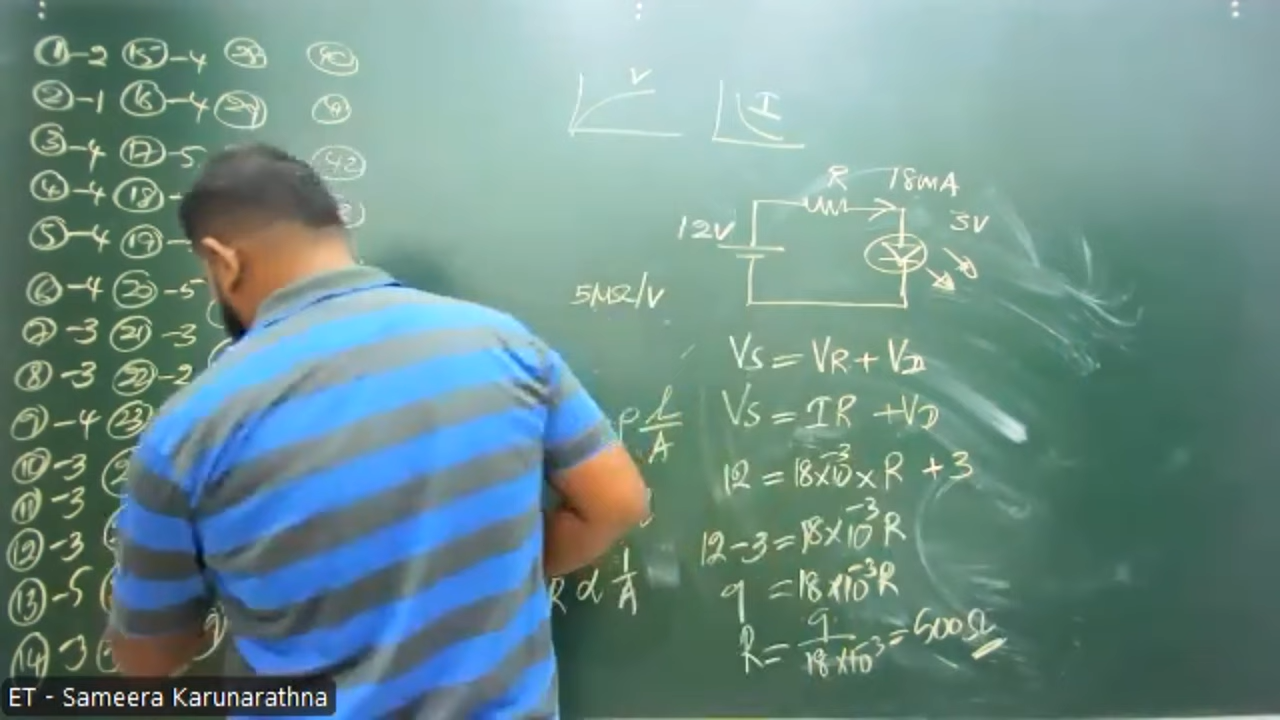 ①-2 ⑮-4
②-1 ⑯-4 ㉙
③-4 ⑰-5 ㊷
④-4 ⑱-
⑤-4 ⑲-
⑥-4 ⑳-5
⑦-3 ㉑-3
⑧-3 ㉒-2
⑨-4 ㉓
⑩-3
⑪-3
⑫-3
⑬-5
⑭-3
V
I
R 18mA
12V 3V
5MΩ/V
ρ l/A
R ∝ 1/A
VS = VR + VD
VS = IR + VD
12 = 18×10⁻³ × R + 3
12-3 = 18×10⁻³ R
9 = 18×10⁻³ R
R = 9/18×10⁻³ = 500Ω
ET - Sameera Karunarathna